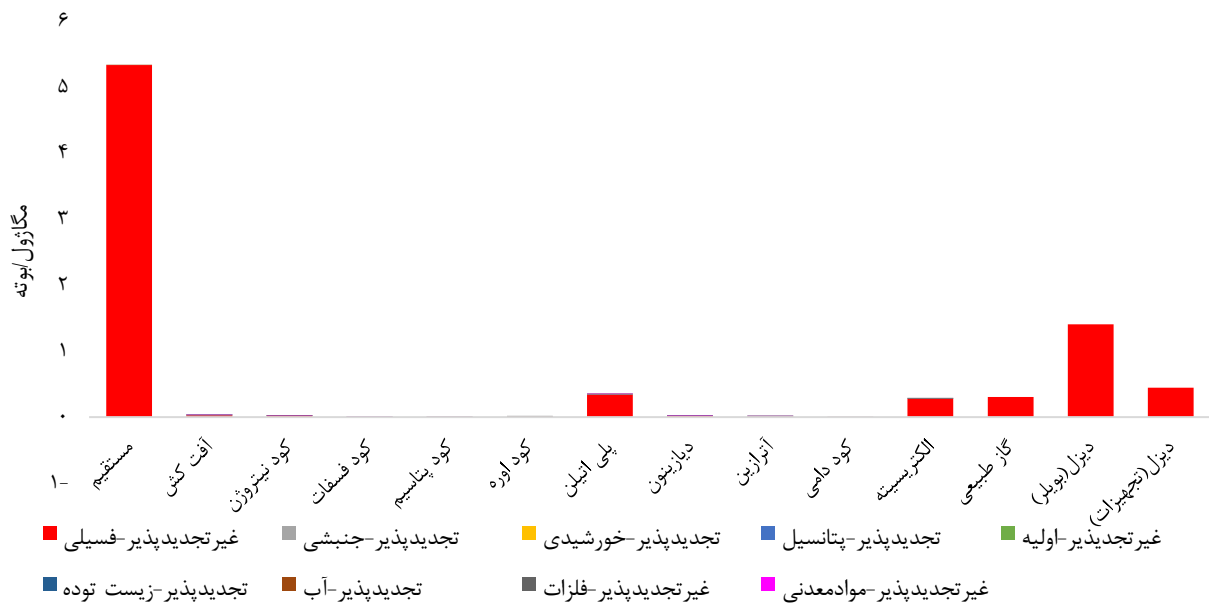 ۶
۵
۴
۳
۲
۱
۰
-۱
مگاژول/بوته
مستقیم
آفت کش
کود نیتروژن
کود فسفات
کود پتاسیم
کود اوره
پلی اتیلن
دیازینون
آترازین
کود دامی
الکتریسیته
گاز طبیعی
دیزل(بویلر)
دیزل(تجهیزات)
غیرتجدیدپذیر-فسیلی
تجدیدپذیر-جنبشی
تجدیدپذیر-خورشیدی
تجدیدپذیر-پتانسیل
غیرتجدیذیر-اولیه
تجدیدپذیر-زیست توده
تجدیدپذیر-آب
غیرتجدیدپذیر-فلزات
غیرتجدیدپذیر-موادمعدنی